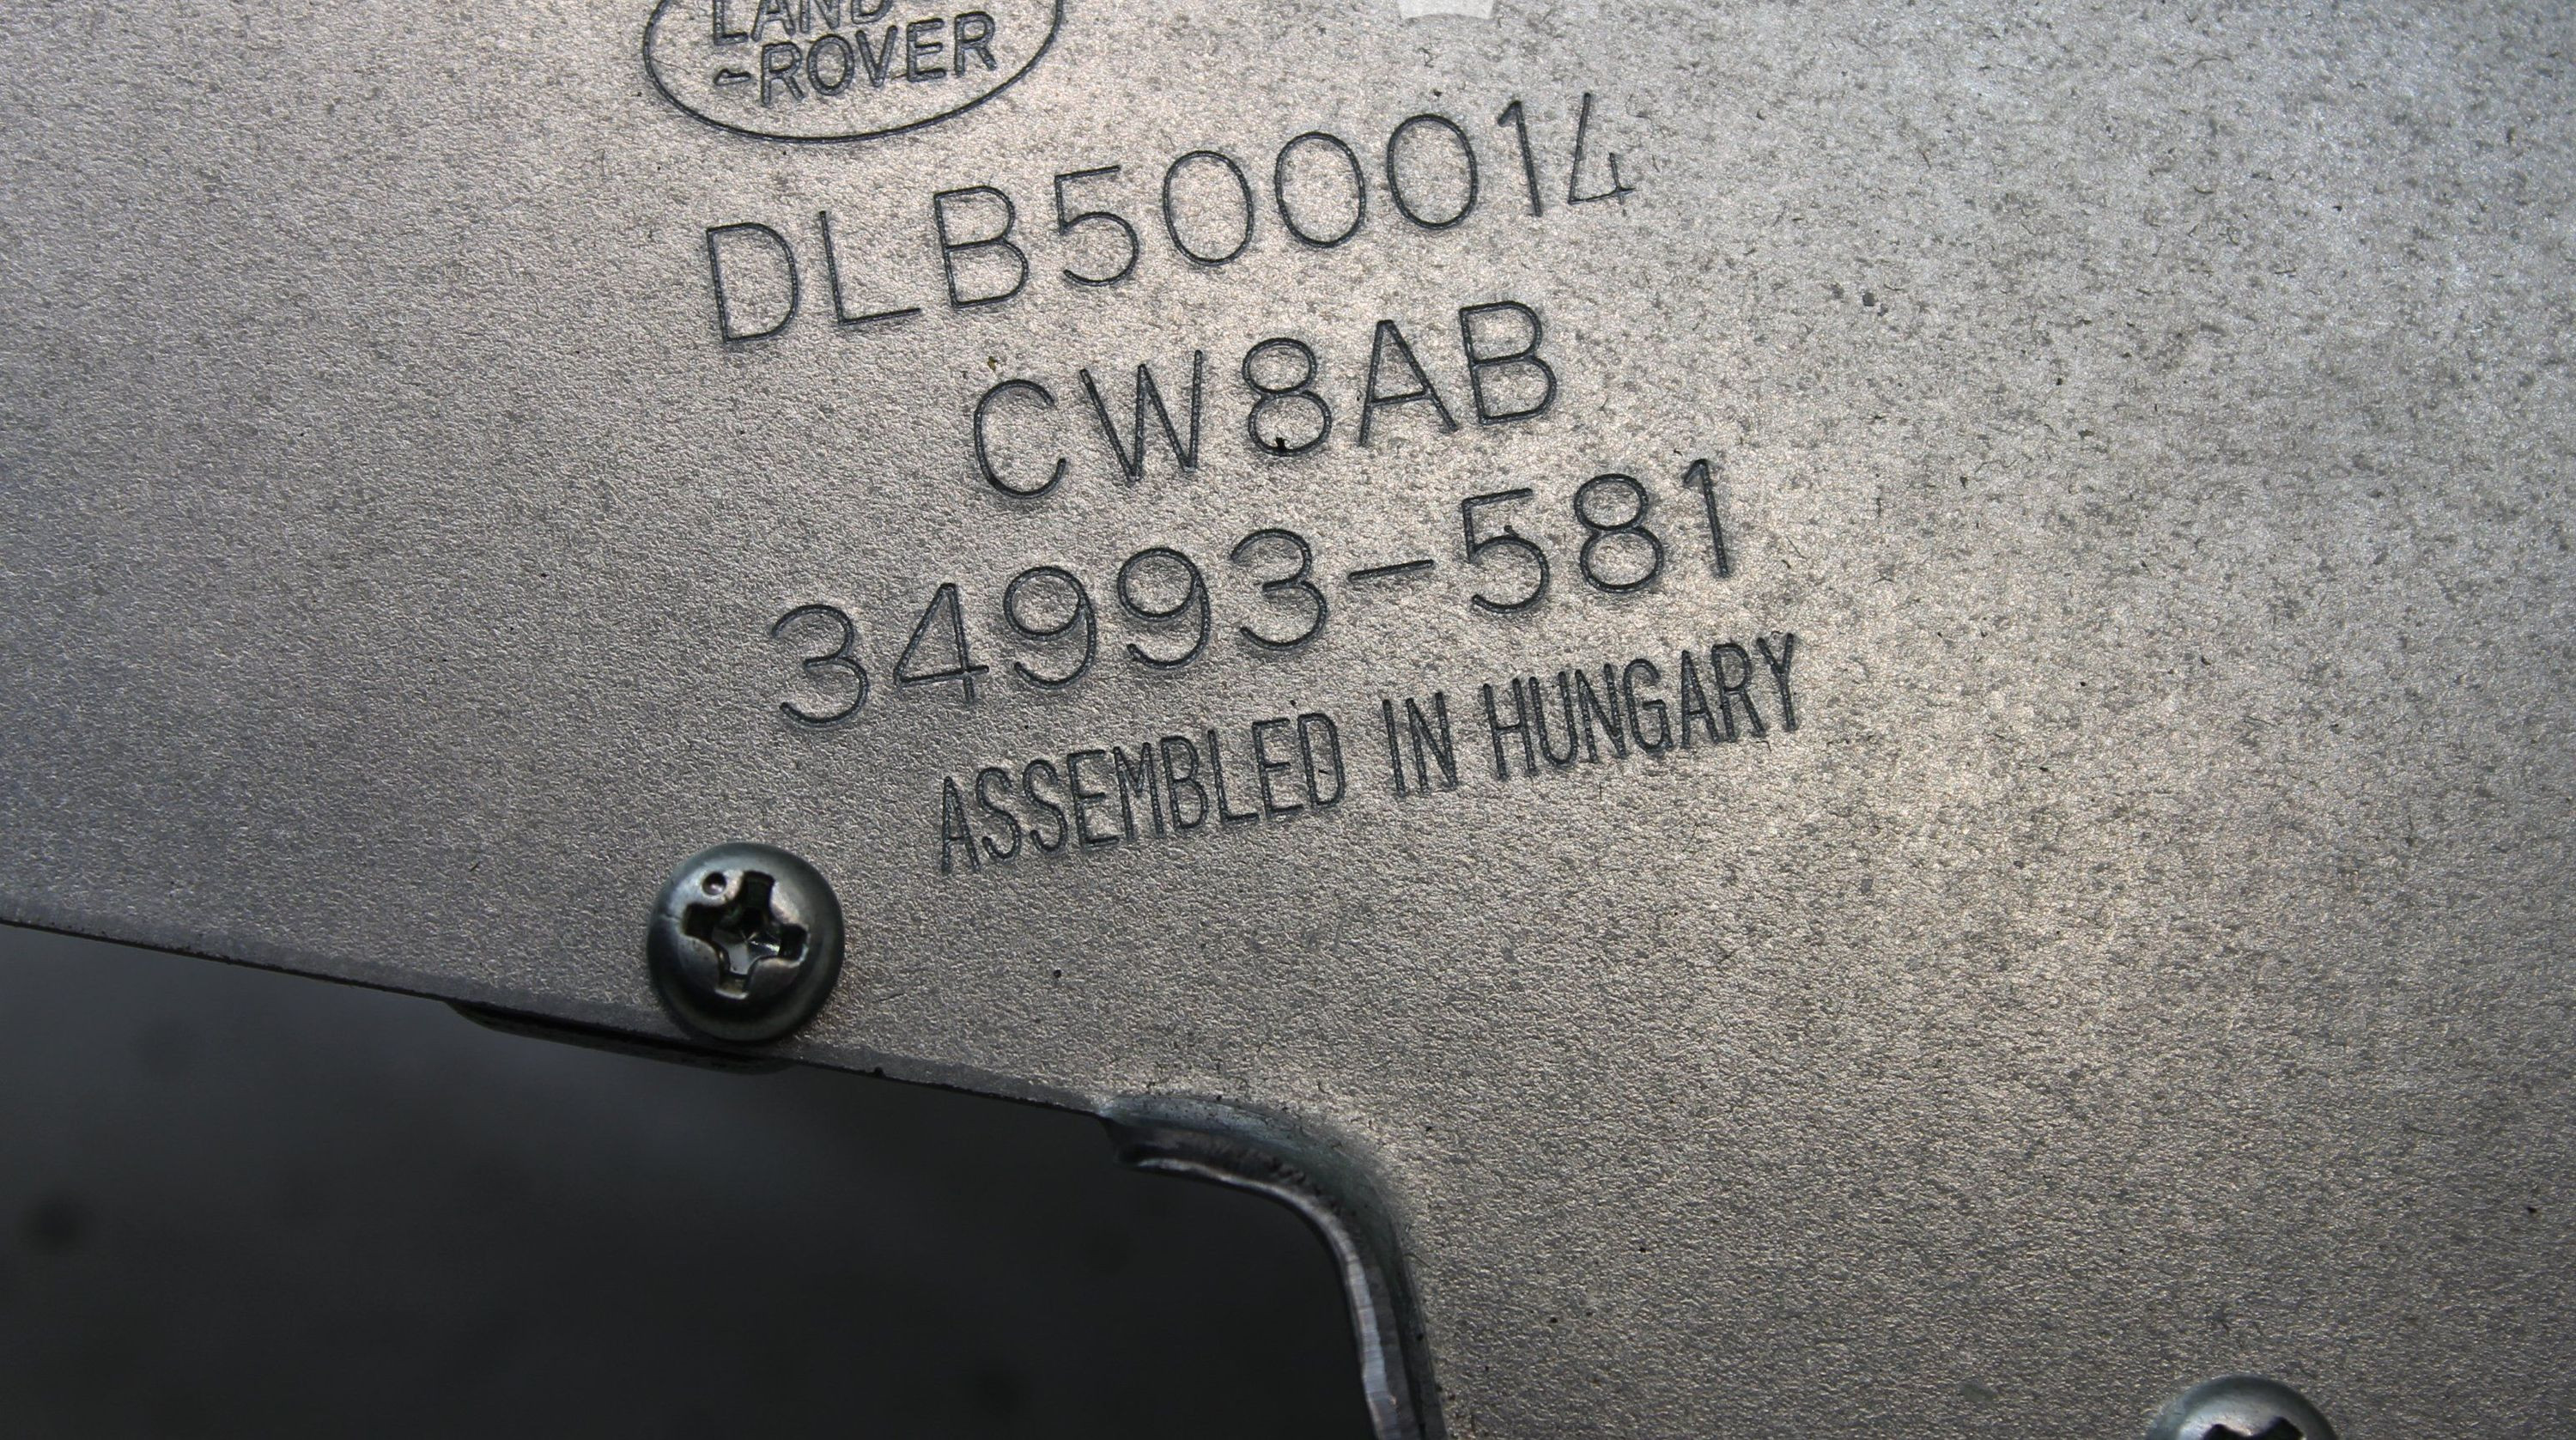 LAND-
-ROVER
DLB500014
CW8AB
34993-581
ASSEMBLED IN HUNGARY